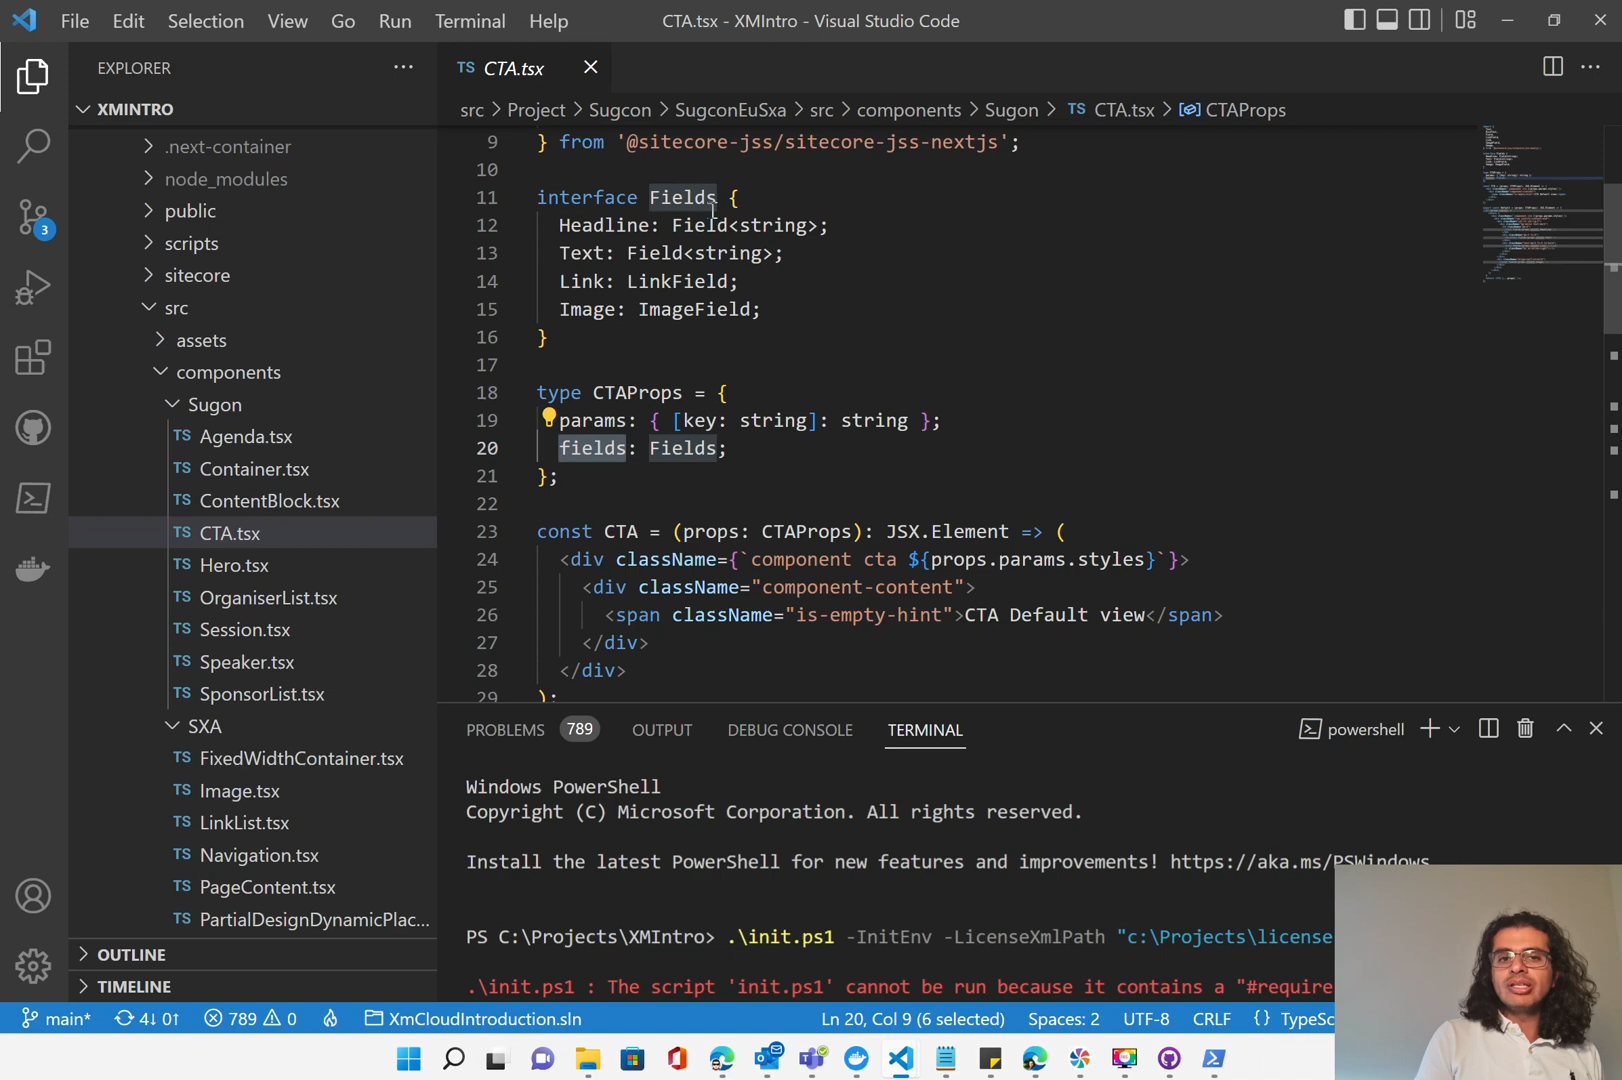 File Edit Selection View Go Run Terminal Help
CTA.tsx - XMIntro - Visual Studio Code
EXPLORER
TS CTA.tsx
XMINTRO
src > Project > Sugcon > SugconEuSxa > src > components > Sugon > TS CTA.tsx > CTAProps
.next-container
node_modules
public
scripts
sitecore
src
assets
components
Sugon
TS Agenda.tsx
TS Container.tsx
TS ContentBlock.tsx
TS CTA.tsx
TS Hero.tsx
TS OrganiserList.tsx
TS Session.tsx
TS Speaker.tsx
TS SponsorList.tsx
SXA
TS FixedWidthContainer.tsx
TS Image.tsx
TS LinkList.tsx
TS Navigation.tsx
TS PageContent.tsx
TS PartialDesignDynamicPlac...
OUTLINE
TIMELINE
3
9 } from '@sitecore-jss/sitecore-jss-nextjs';
10
11 interface Fields {
12 Headline: Field<string>;
13 Text: Field<string>;
14 Link: LinkField;
15 Image: ImageField;
16 }
17
18 type CTAProps = {
19 params: { [key: string]: string };
20 fields: Fields;
21 };
22
23 const CTA = (props: CTAProps): JSX.Element => (
24 <div className={`component cta ${props.params.styles}`}>
25 <div className="component-content">
26 <span className="is-empty-hint">CTA Default view</span>
27 </div>
28 </div>
29 );
PROBLEMS 789 OUTPUT DEBUG CONSOLE TERMINAL
powershell
Windows PowerShell
Copyright (C) Microsoft Corporation. All rights reserved.
Install the latest PowerShell for new features and improvements! https://aka.ms/PSWindows
PS C:\Projects\XMIntro> .\init.ps1 -InitEnv -LicenseXmlPath "c:\Projects\license
.\init.ps1 : The script 'init.ps1' cannot be run because it contains a "#require
main* 4↓ 0↑ 789 0 XmCloudIntroduction.sln Ln 20, Col 9 (6 selected) Spaces: 2 UTF-8 CRLF {} TypeSc